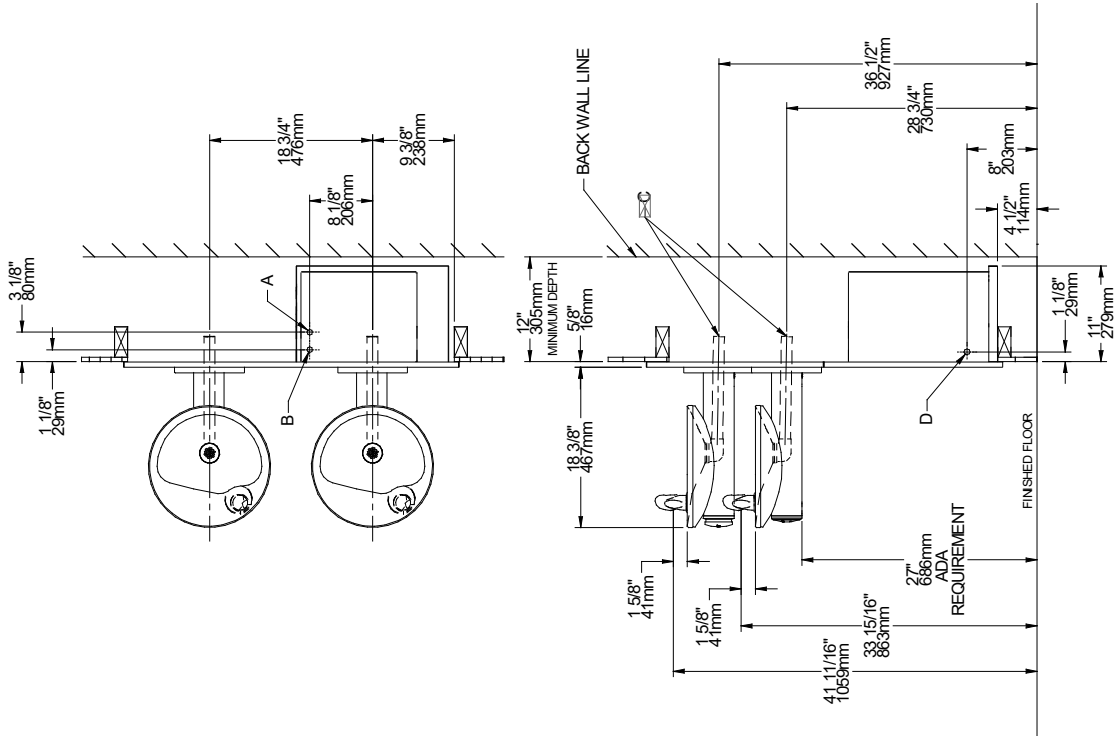 3 1/8"
80mm
1 1/8"
29mm
A
B
18 3/4"
476mm
8 1/8"
206mm
9 3/8"
238mm
BACK WALL LINE
36 1/2"
927mm
28 3/4"
730mm
8"
203mm
4 1/2"
114mm
12"
305mm
MINIMUM DEPTH
5/8"
16mm
18 3/8"
467mm
1 1/8"
29mm
11"
279mm
D
FINISHED FLOOR
1 5/8"
41mm
1 5/8"
41mm
27"
686mm
ADA
REQUIREMENT
33 15/16"
863mm
41 11/16"
1059mm